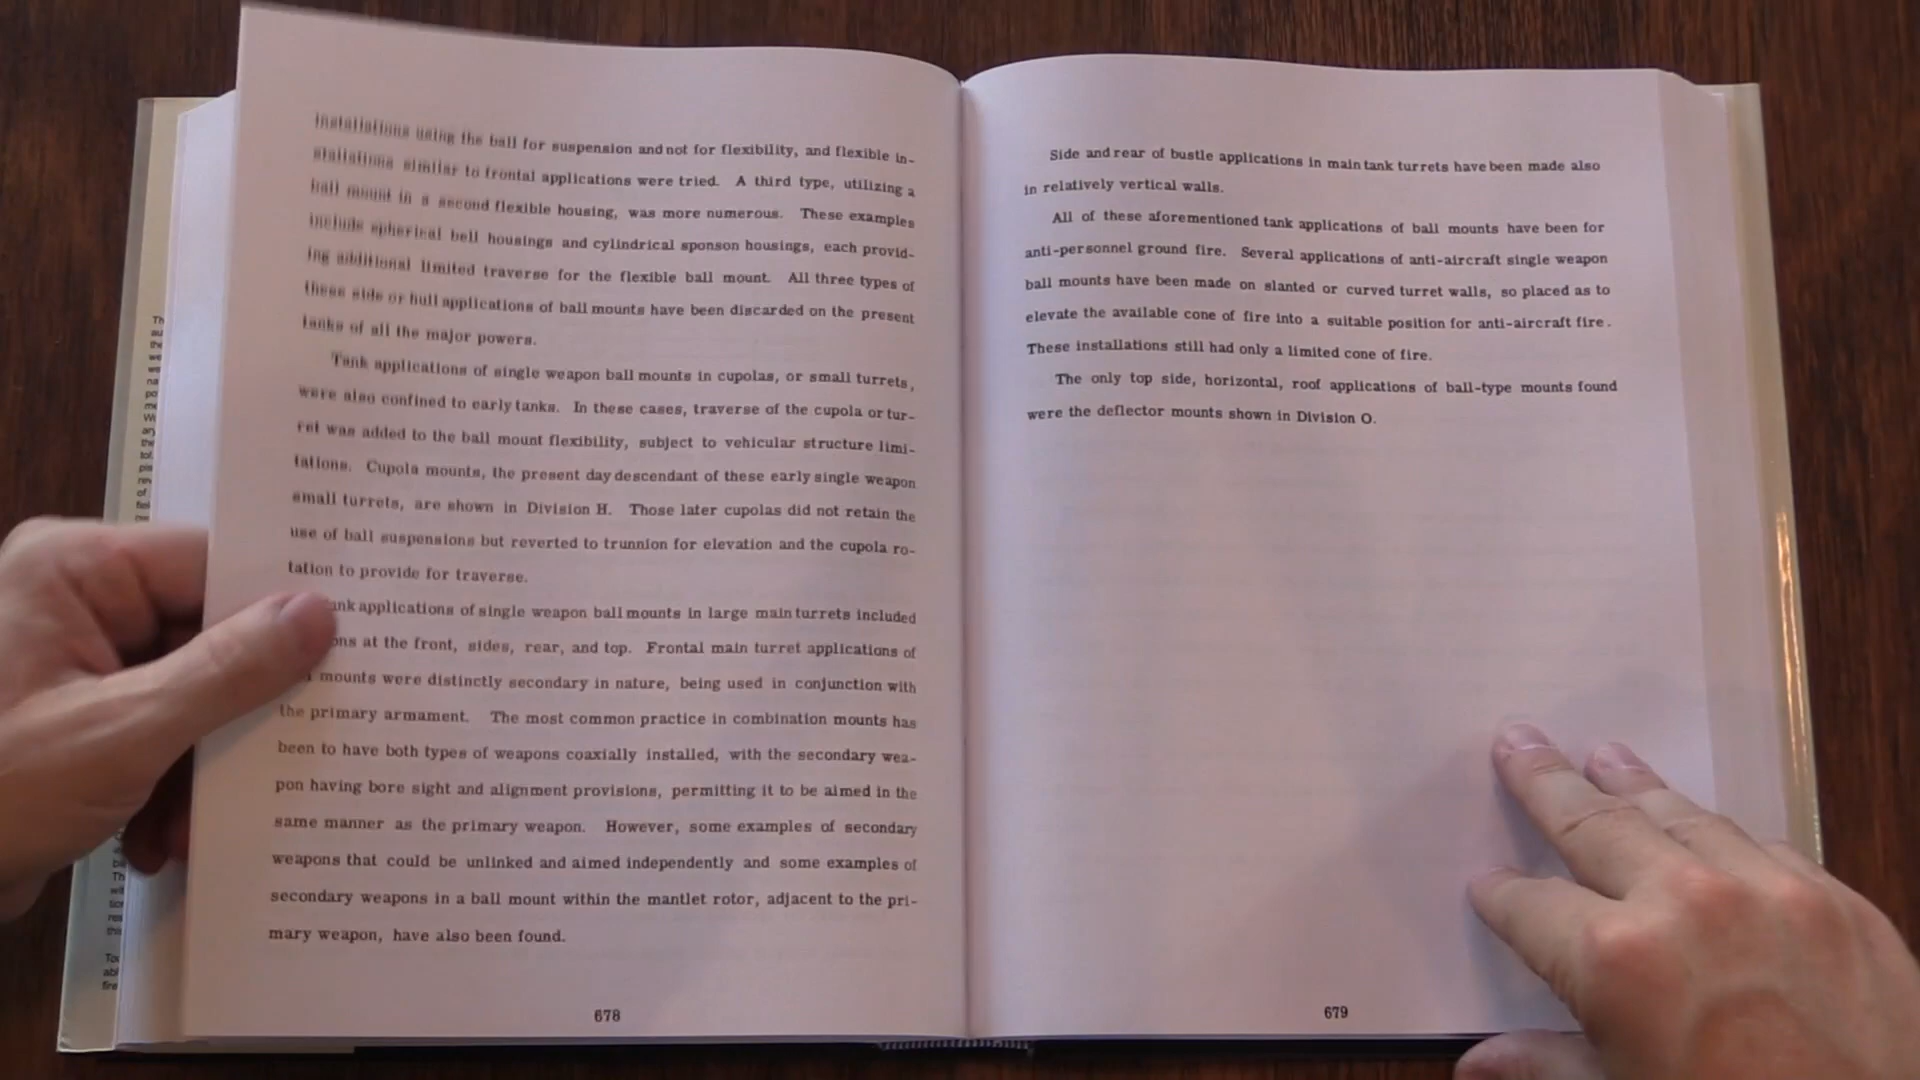 installations using the ball for suspension and not for flexibility, and flexible in-
stallations similar to frontal applications were tried. A third type, utilizing a
ball mount in a second flexible housing, was more numerous. These examples
include spherical bell housings and cylindrical sponson housings, each provid-
ing additional limited traverse for the flexible ball mount. All three types of
these side or hull applications of ball mounts have been discarded on the present
tanks of all the major powers.
Tank applications of single weapon ball mounts in cupolas, or small turrets,
were also confined to early tanks. In these cases, traverse of the cupola or tur-
ret was added to the ball mount flexibility, subject to vehicular structure limi-
tations. Cupola mounts, the present day descendant of these early single weapon
small turrets, are shown in Division H. Those later cupolas did not retain the
use of ball suspensions but reverted to trunnion for elevation and the cupola ro-
tation to provide for traverse.
ank applications of single weapon ball mounts in large main turrets included
ons at the front, sides, rear, and top. Frontal main turret applications of
mounts were distinctly secondary in nature, being used in conjunction with
the primary armament. The most common practice in combination mounts has
been to have both types of weapons coaxially installed, with the secondary wea-
pon having bore sight and alignment provisions, permitting it to be aimed in the
same manner as the primary weapon. However, some examples of secondary
weapons that could be unlinked and aimed independently and some examples of
secondary weapons in a ball mount within the mantlet rotor, adjacent to the pri-
mary weapon, have also been found.
678
Side and rear of bustle applications in main tank turrets have been made also
in relatively vertical walls.
All of these aforementioned tank applications of ball mounts have been for
anti-personnel ground fire. Several applications of anti-aircraft single weapon
ball mounts have been made on slanted or curved turret walls, so placed as to
elevate the available cone of fire into a suitable position for anti-aircraft fire.
These installations still had only a limited cone of fire.
The only top side, horizontal, roof applications of ball-type mounts found
were the deflector mounts shown in Division O.
679